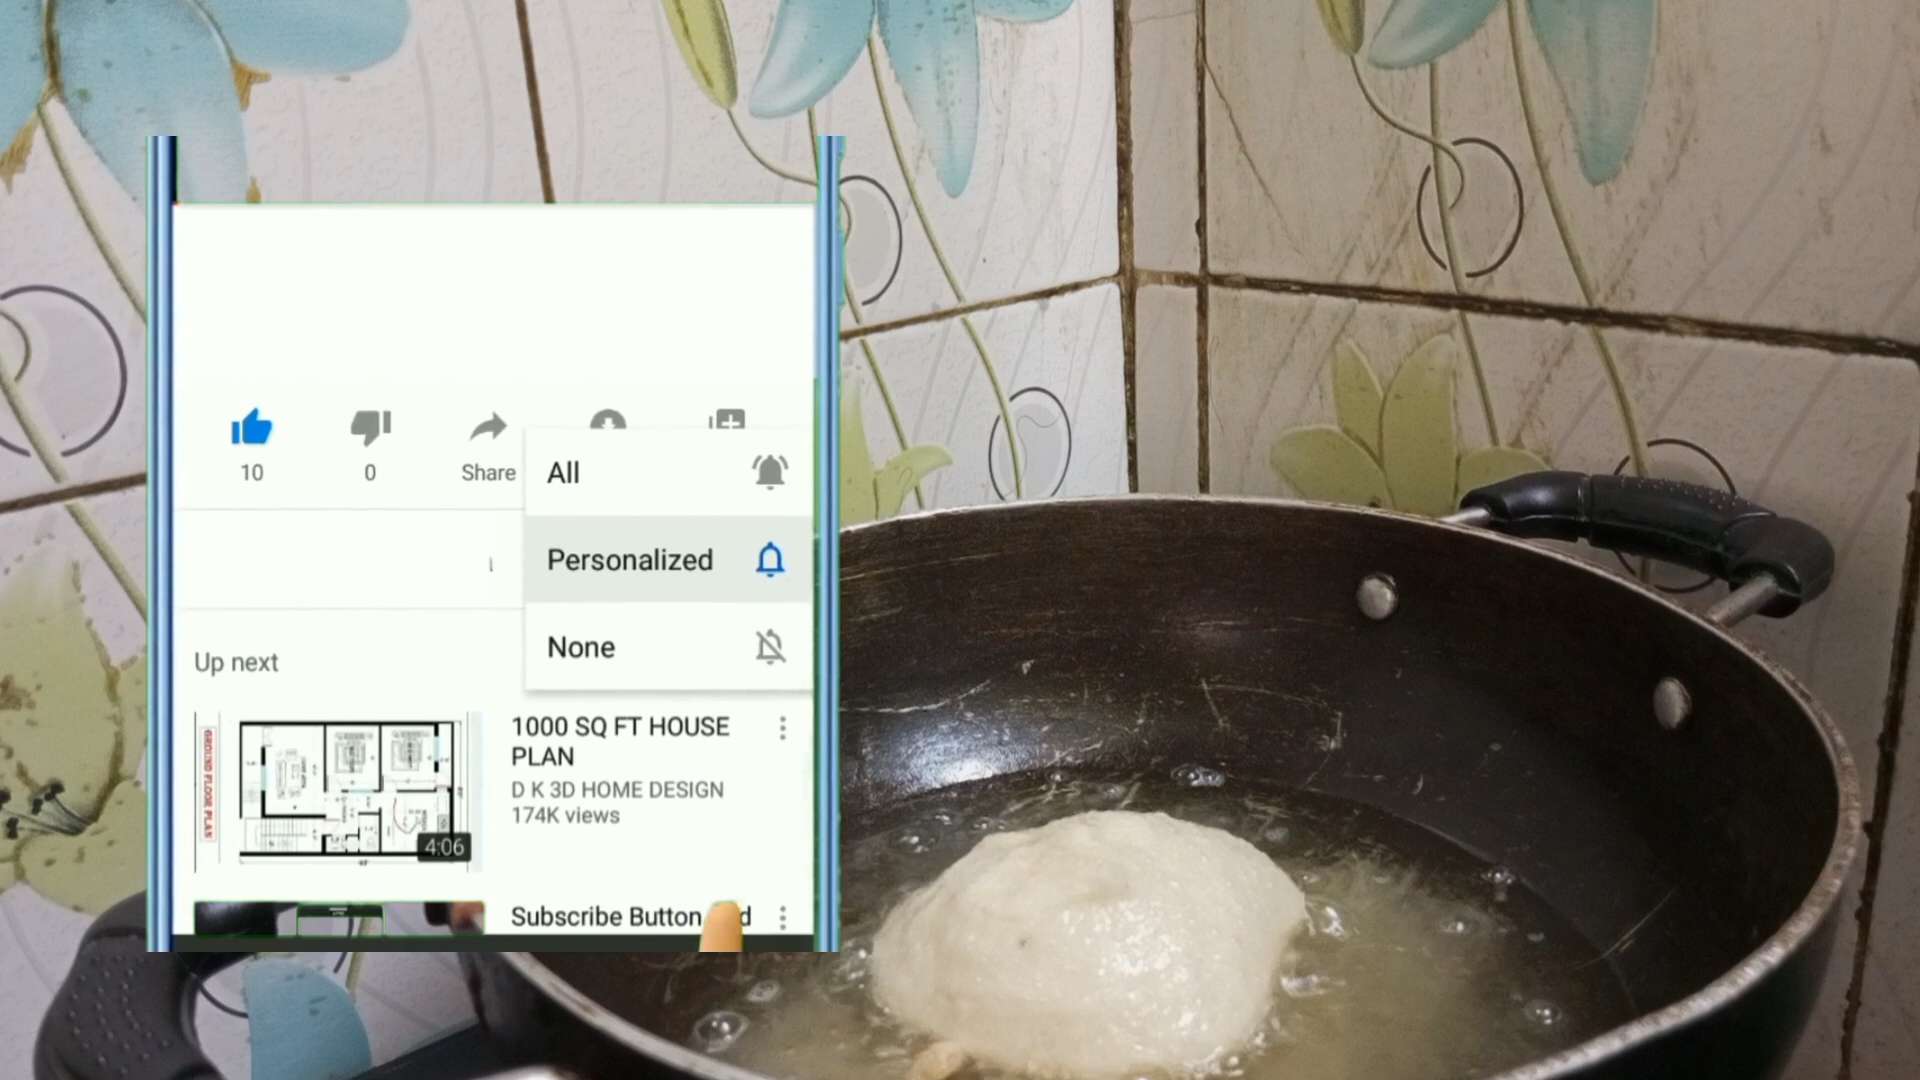 10
0
Share
All
Personalized
None
Up next
GROUND FLOOR PLAN
4:06
1000 SQ FT HOUSE
PLAN
D K 3D HOME DESIGN
174K views
Subscribe Button